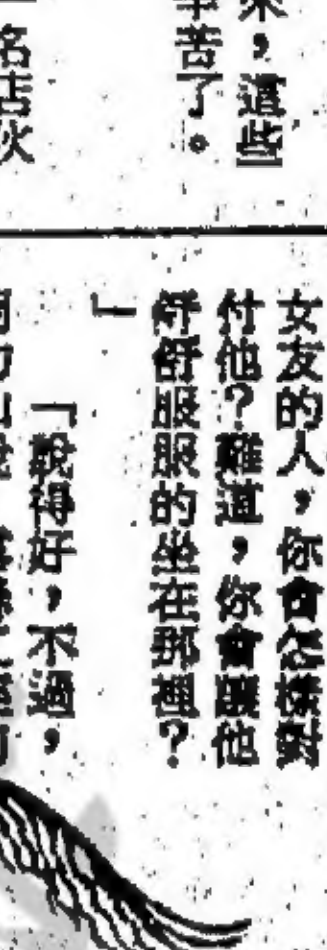 來，這些
苦了。
名店伙
女友的人，你會怎樣對
付他？難道，你會讓他
舒舒服服的坐在那裡？
」
「說得好，不過，